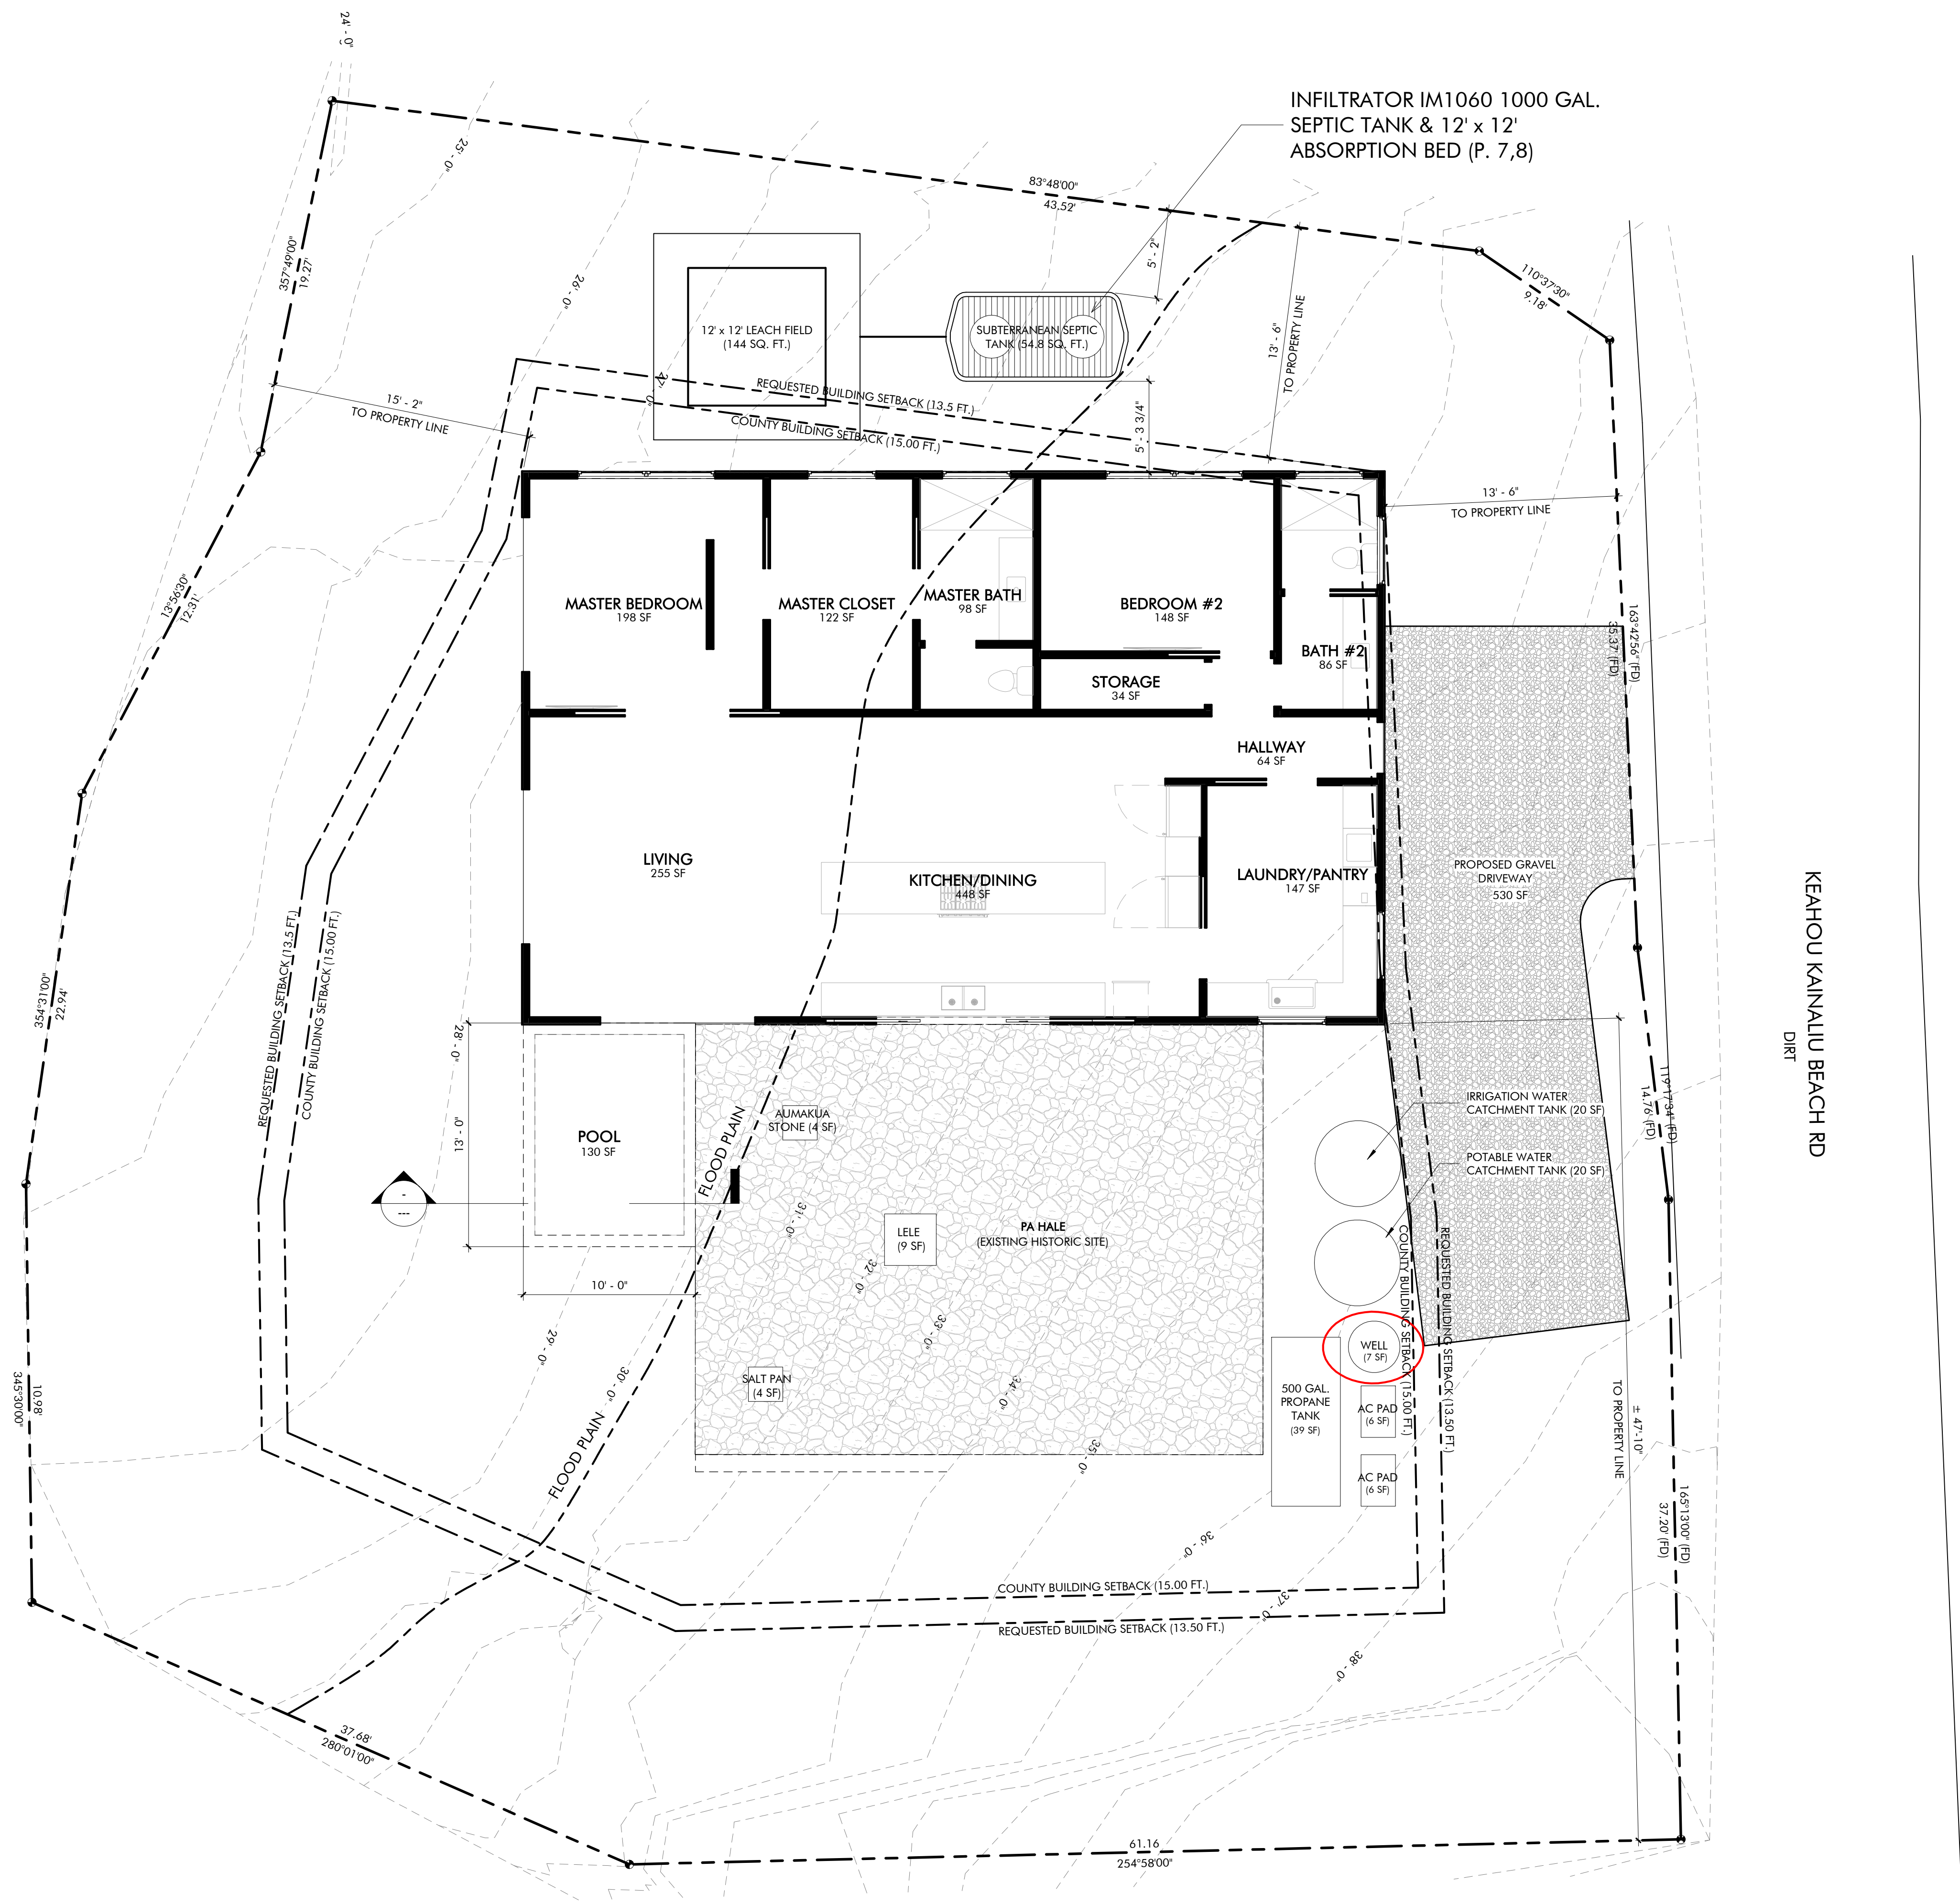 24' - 0"
INFILTRATOR IM1060 1000 GAL.
SEPTIC TANK & 12' x 12'
ABSORPTION BED (P. 7,8)
25' - 0"
83°48'00"
43.52'
357°49'00"
19.27'
26' - 0"
5' - 2"
110°37'30"
9.18'
12' x 12' LEACH FIELD
(144 SQ. FT.)
SUBTERRANEAN SEPTIC
TANK (54.8 SQ. FT.)
13' - 6"
TO PROPERTY LINE
27' - 0"
REQUESTED BUILDING SETBACK (13.5 FT.)
COUNTY BUILDING SETBACK (15.00 FT.)
15' - 2"
TO PROPERTY LINE
5' - 3 3/4"
13' - 6"
TO PROPERTY LINE
13°56'30"
12.31'
MASTER BEDROOM
198 SF
MASTER CLOSET
122 SF
MASTER BATH
98 SF
BEDROOM #2
148 SF
BATH #2
86 SF
STORAGE
34 SF
163°42'56" (FD)
35.37' (FD)
HALLWAY
64 SF
LIVING
255 SF
KITCHEN/DINING
448 SF
LAUNDRY/PANTRY
147 SF
PROPOSED GRAVEL
DRIVEWAY
530 SF
KEAHOU KAINALIU BEACH RD
DIRT
REQUESTED BUILDING SETBACK (13.5 FT.)
COUNTY BUILDING SETBACK (15.00 FT.)
354°31'00"
22.94'
28' - 0"
13' - 0"
POOL
130 SF
FLOOD PLAIN
AUMAKUA
STONE (4 SF)
IRRIGATION WATER
CATCHMENT TANK (20 SF)
119°17'34" (FD)
14.76' (FD)
POTABLE WATER
CATCHMENT TANK (20 SF)
-
---
31' - 0"
LELE
(9 SF)
PA HALE
(EXISTING HISTORIC SITE)
32' - 0"
10' - 0"
COUNTY BUILDING SETBACK (15.00 FT.)
REQUESTED BUILDING SETBACK (13.50 FT.)
29' - 0"
33' - 0"
WELL
(7 SF)
30' - 0"
SALT PAN
(4 SF)
34' - 0"
500 GAL.
PROPANE
TANK
(39 SF)
AC PAD
(6 SF)
AC PAD
(6 SF)
TO PROPERTY LINE
± 47'-10"
10.98'
345°30'00"
FLOOD PLAIN
35' - 0"
36' - 0"
165°13'00" (FD)
37.20' (FD)
COUNTY BUILDING SETBACK (15.00 FT.)
37' - 0"
REQUESTED BUILDING SETBACK (13.50 FT.)
38' - 0"
37.68'
280°01'00"
61.16
254°58'00"